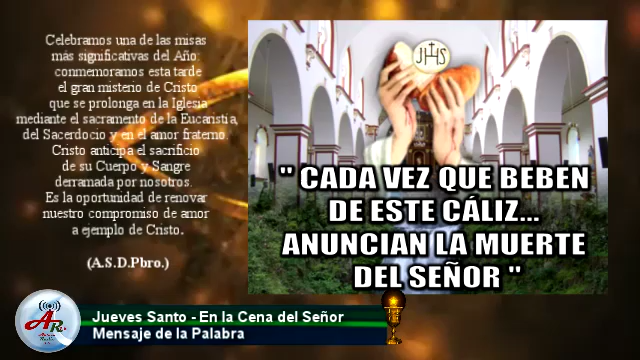 Celebramos una de las misas
más significativas del Año:
conmemoramos esta tarde
el gran misterio de Cristo
que se prolonga en la Iglesia
mediante el sacramento de la Eucaristía,
del Sacerdocio y en el amor fraterno.
Cristo anticipa el sacrificio
de su Cuerpo y Sangre
derramada por nosotros.
Es la oportunidad de renovar
nuestro compromiso de amor
a ejemplo de Cristo.
(A.S.D.Pbro.)
JHS
" CADA VEZ QUE BEBEN
DE ESTE CÁLIZ...
ANUNCIAN LA MUERTE
DEL SEÑOR "
AR
Jueves Santo - En la Cena del Señor
Mensaje de la Palabra